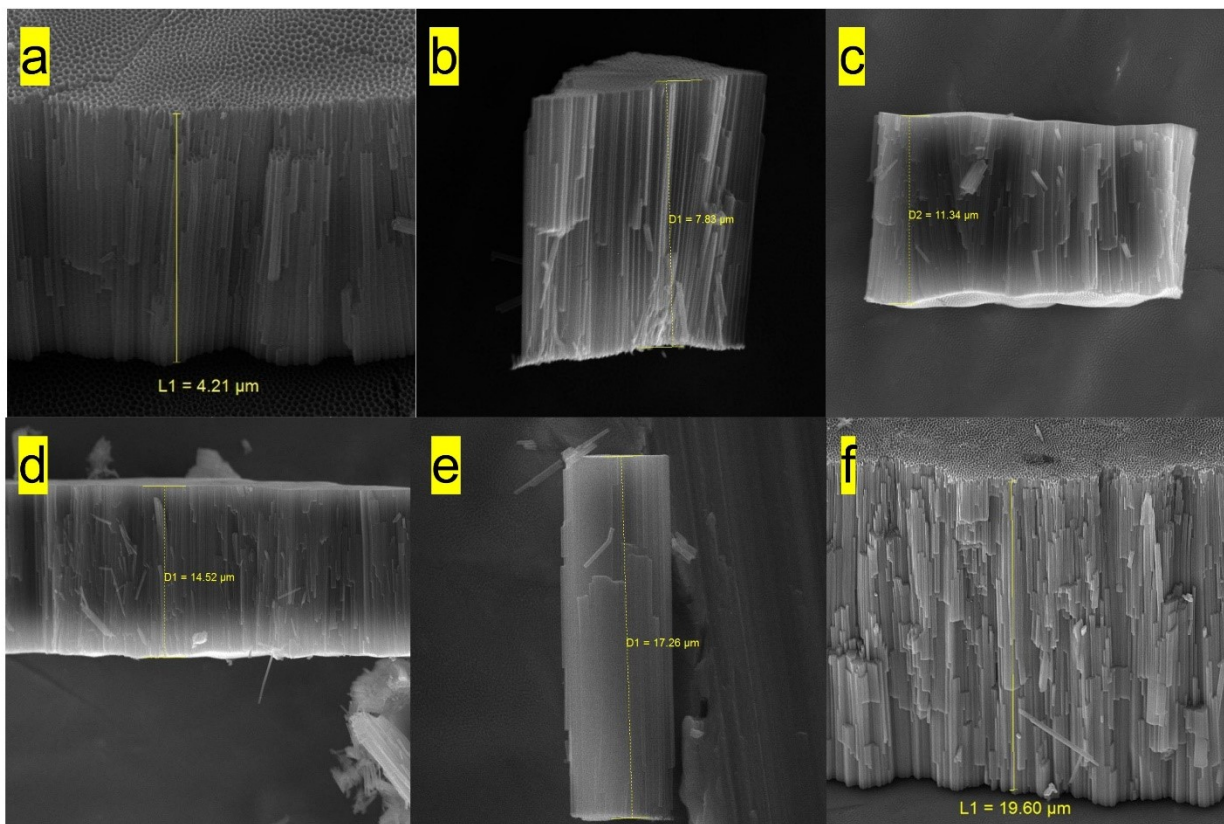 a
L1 = 4.21 µm
b
D1 = 7.83 µm
c
D2 = 11.34 µm
d
D1 = 14.52 µm
e
D1 = 17.26 µm
f
L1 = 19.60 µm